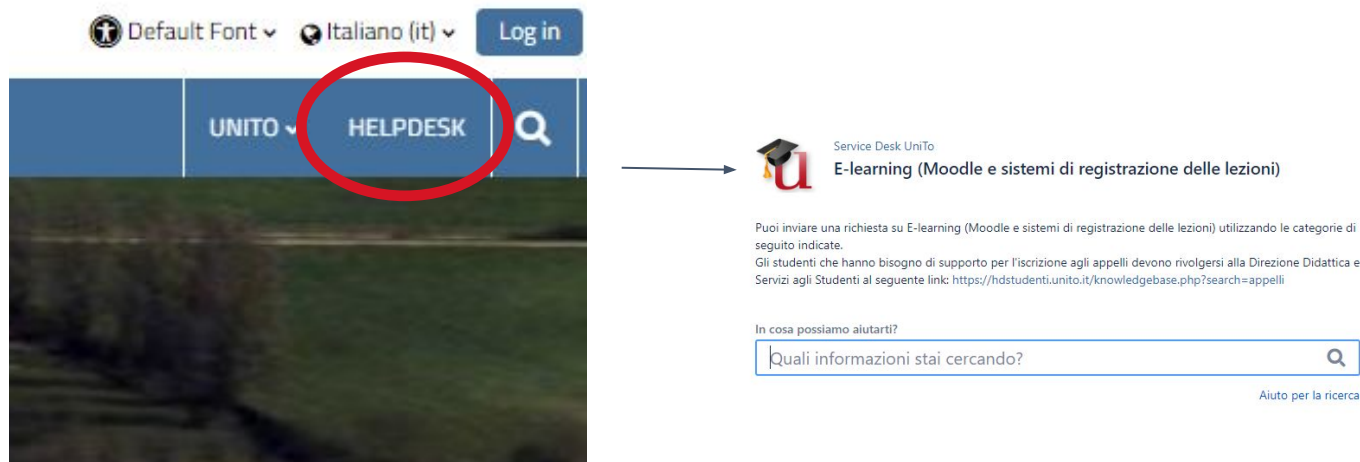 Default Font
Italiano (it)
Log in
UNITO
HELPDESK
Service Desk UniTo
E-learning (Moodle e sistemi di registrazione delle lezioni)
Puoi inviare una richiesta su E-learning (Moodle e sistemi di registrazione delle lezioni) utilizzando le categorie di
seguito indicate.
Gli studenti che hanno bisogno di supporto per l'iscrizione agli appelli devono rivolgersi alla Direzione Didattica e
Servizi agli Studenti al seguente link: https://hdstudenti.unito.it/knowledgebase.php?search=appelli
In cosa possiamo aiutarti?
Quali informazioni stai cercando?
Aiuto per la ricerca